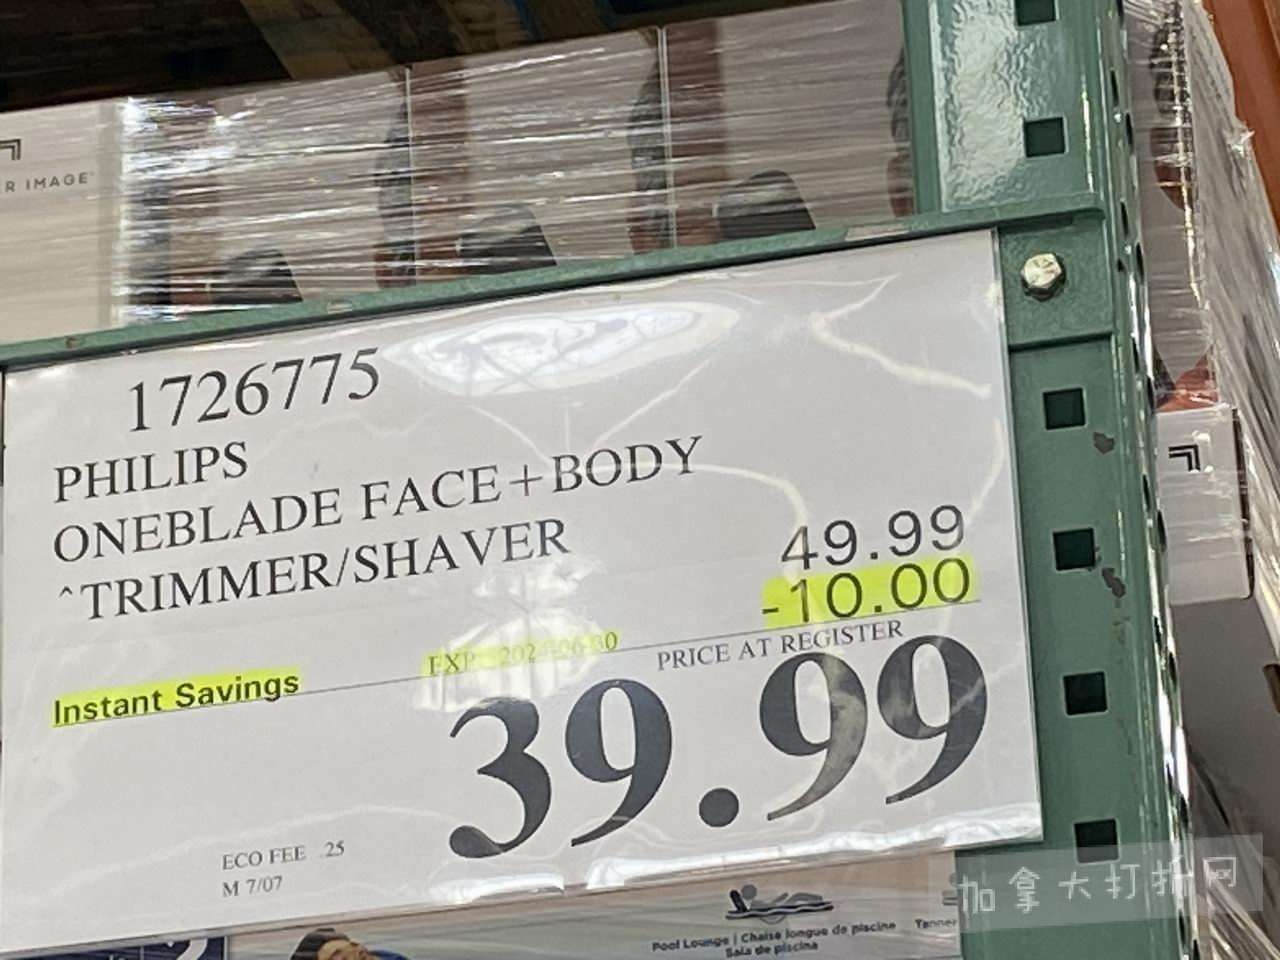 R IMAGE
1726775
PHILIPS
ONEBLADE FACE+BODY
^TRIMMER/SHAVER
49.99
-10.00
Instant Savings
EXP
PRICE AT REGISTER
39.99
ECO FEE .25
M 7/07
加拿大打折网
Pool Lounge | Chaise longue de piscine
Sala de piscina
Tanner